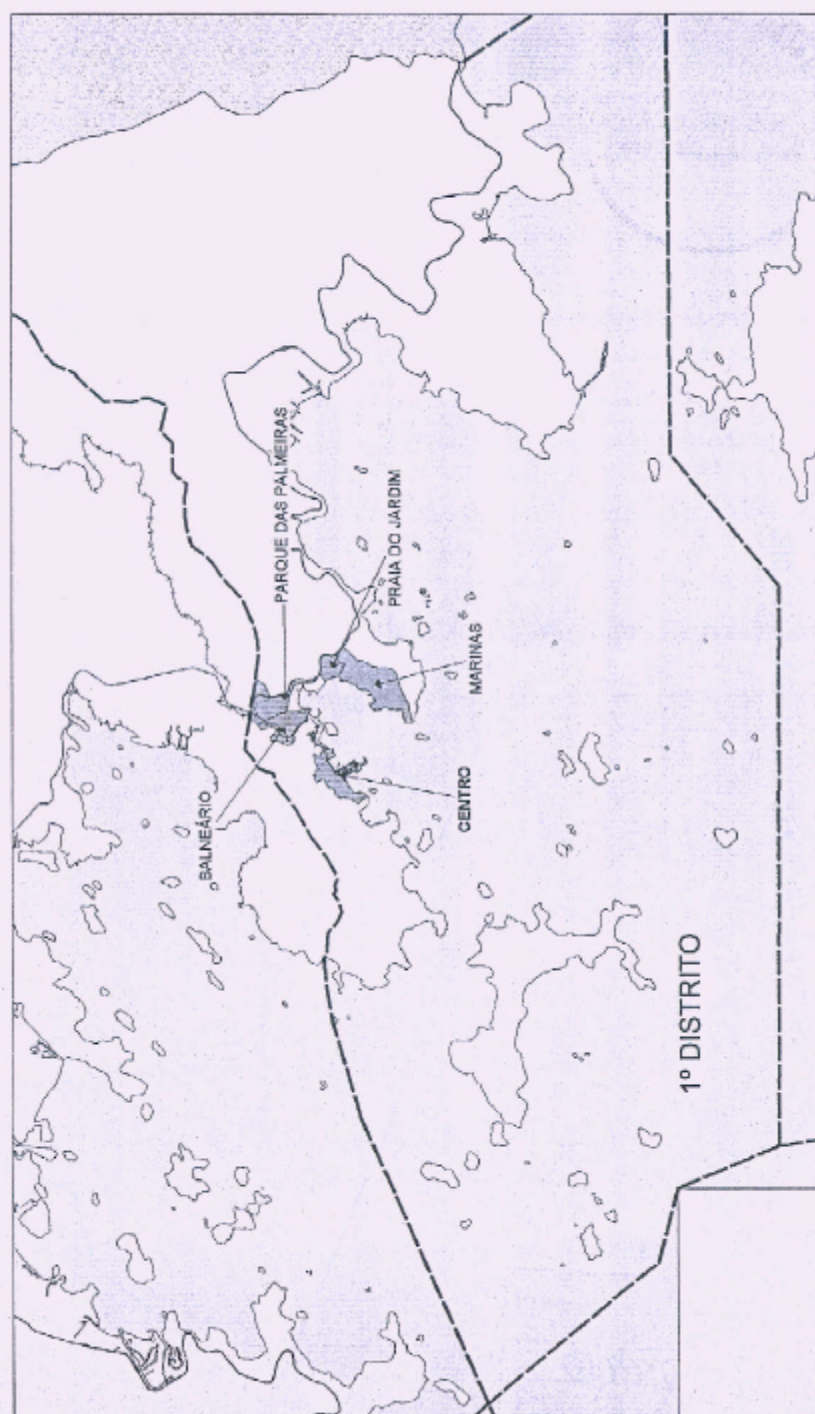 PARQUE DAS PALMEIRAS
PRAIA DO JARDIM
BALNEÁRIO
MARINAS
CENTRO
1º DISTRITO